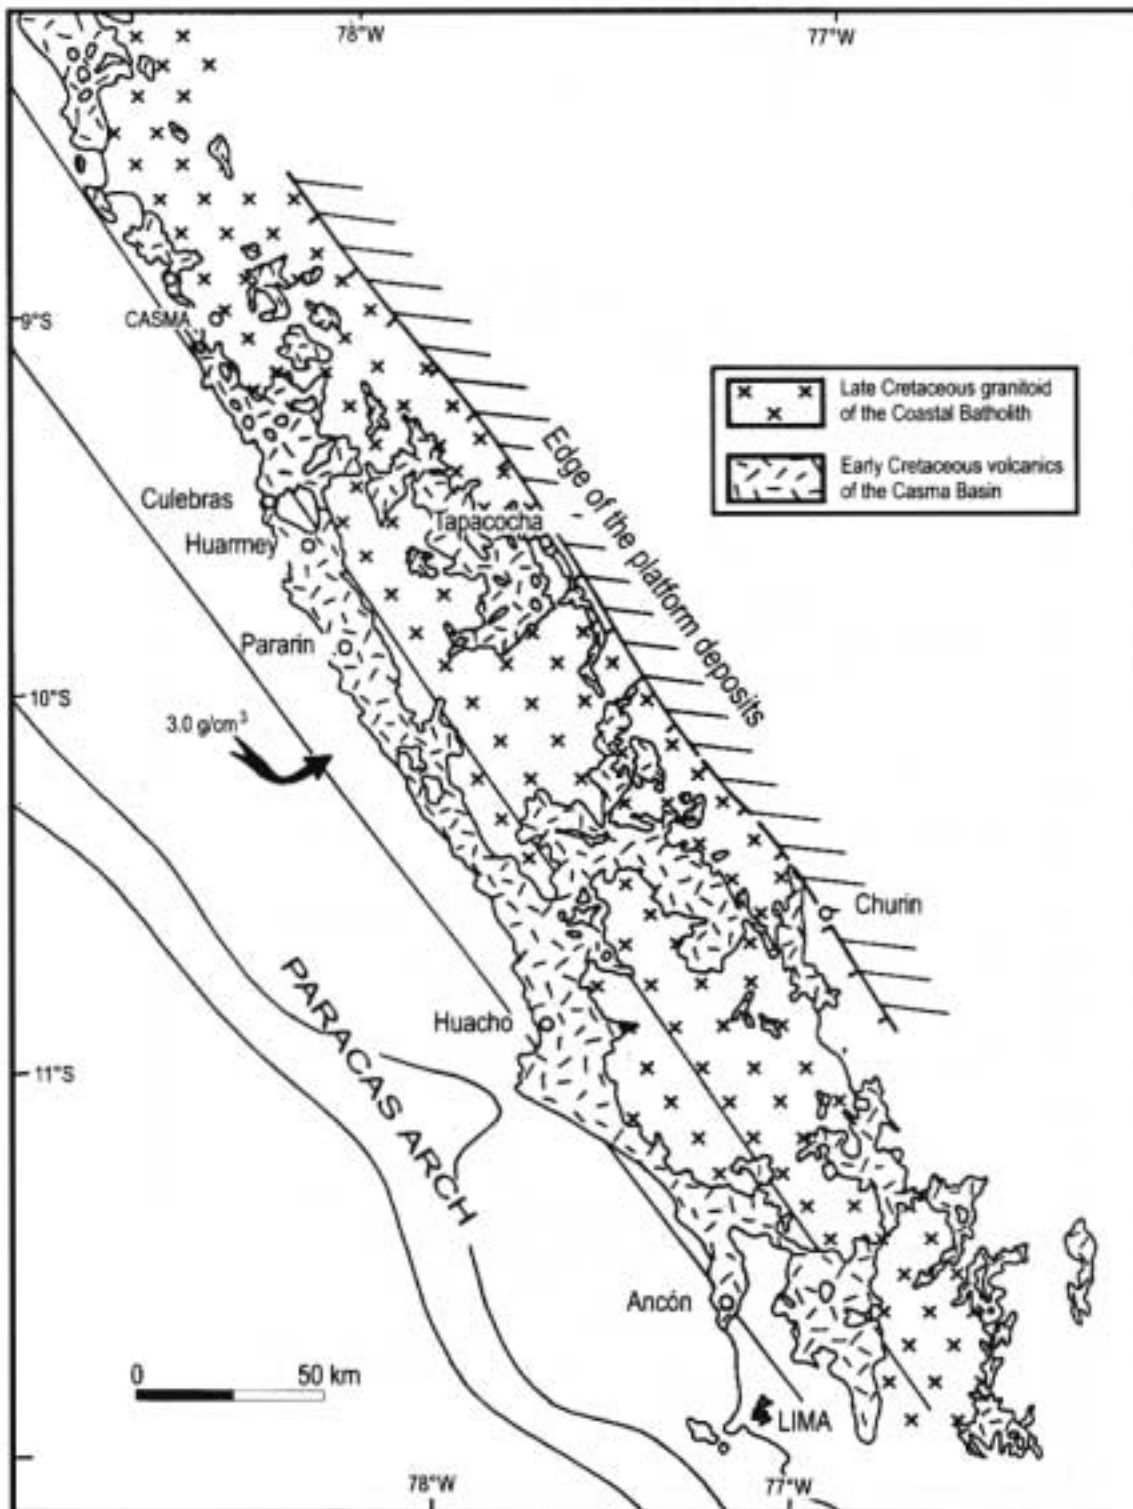 78°W
77°W
9°S
CASMA
Late Cretaceous granitoid
of the Coastal Batholith
Early Cretaceous volcanics
of the Casma Basin
Edge of the platform deposits
Culebras
Tapacocha
Huarmey
Pararin
10°S
3.0 g/cm³
Churin
PARACAS ARCH
Huacho
11°S
Ancón
0 50 km
LIMA
78°W
77°W